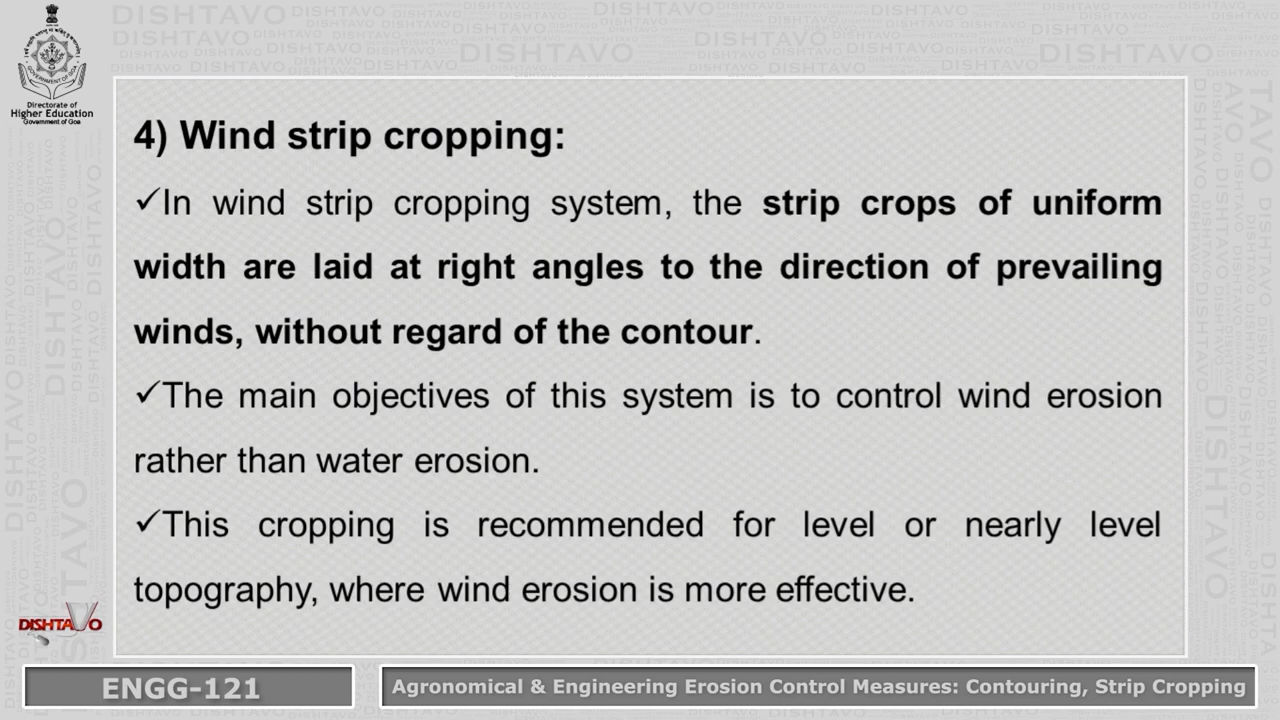 Directorate of
Higher Education
Government of Goa
4) Wind strip cropping:
✓In wind strip cropping system, the strip crops of uniform
width are laid at right angles to the direction of prevailing
winds, without regard of the contour.
✓The main objectives of this system is to control wind erosion
rather than water erosion.
✓This cropping is recommended for level or nearly level
topography, where wind erosion is more effective.
DISHTAVO
ENGG-121
Agronomical & Engineering Erosion Control Measures: Contouring, Strip Cropping